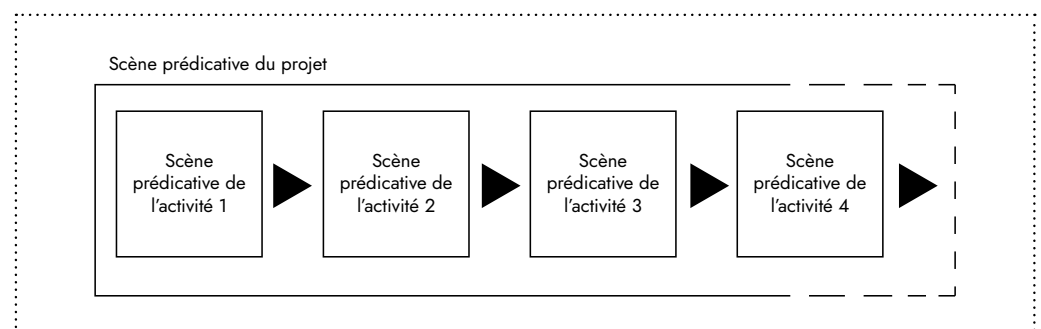 Scène prédicative du projet
Scène
prédicative de
l'activité 1
Scène
prédicative de
l'activité 2
Scène
prédicative de
l'activité 3
Scène
prédicative de
l'activité 4